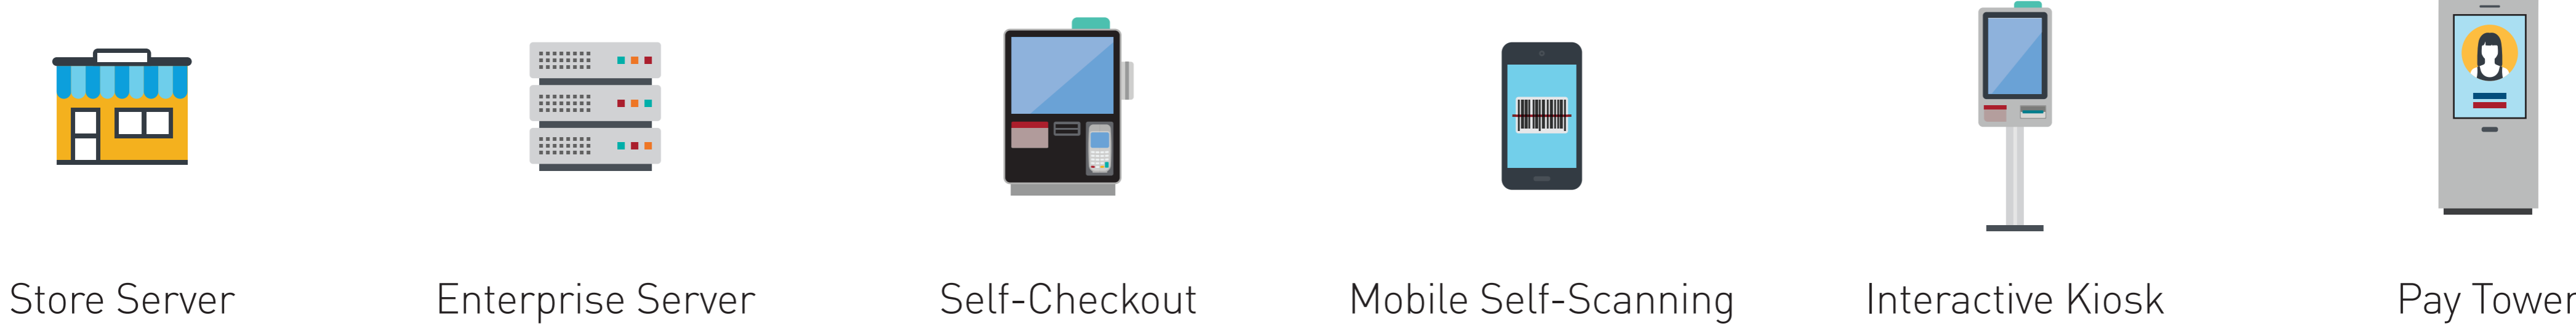 Store Server
Enterprise Server
Self-Checkout
Mobile Self-Scanning
Interactive Kiosk
Pay Tower